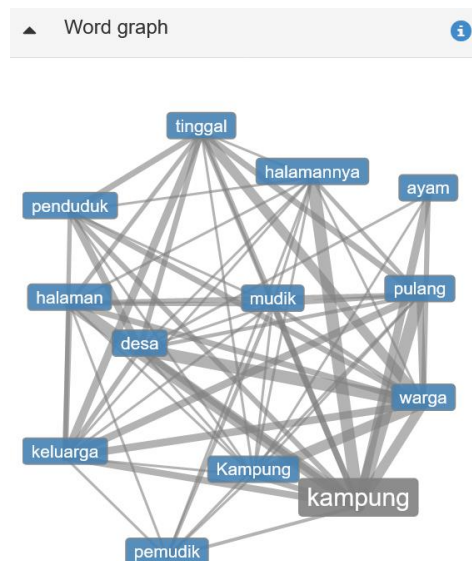 Word graph
tinggal
halamannya
ayam
penduduk
halaman
mudik
pulang
desa
warga
keluarga
Kampung
kampung
pemudik